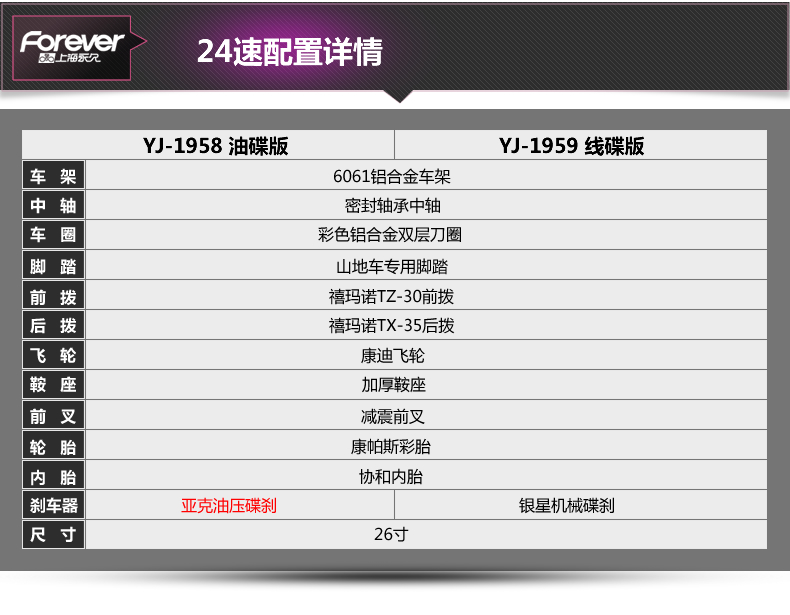 Forever
上海永久
24速配置详情
YJ-1958 油碟版 YJ-1959 线碟版
车 架 6061铝合金车架
中 轴 密封轴承中轴
车 圈 彩色铝合金双层刀圈
脚 踏 山地车专用脚踏
前 拨 禧玛诺TZ-30前拨
后 拨 禧玛诺TX-35后拨
飞 轮 康迪飞轮
鞍 座 加厚鞍座
前 叉 减震前叉
轮 胎 康帕斯彩胎
内 胎 协和内胎
刹车器 亚克油压碟刹 银星机械碟刹
尺 寸 26寸